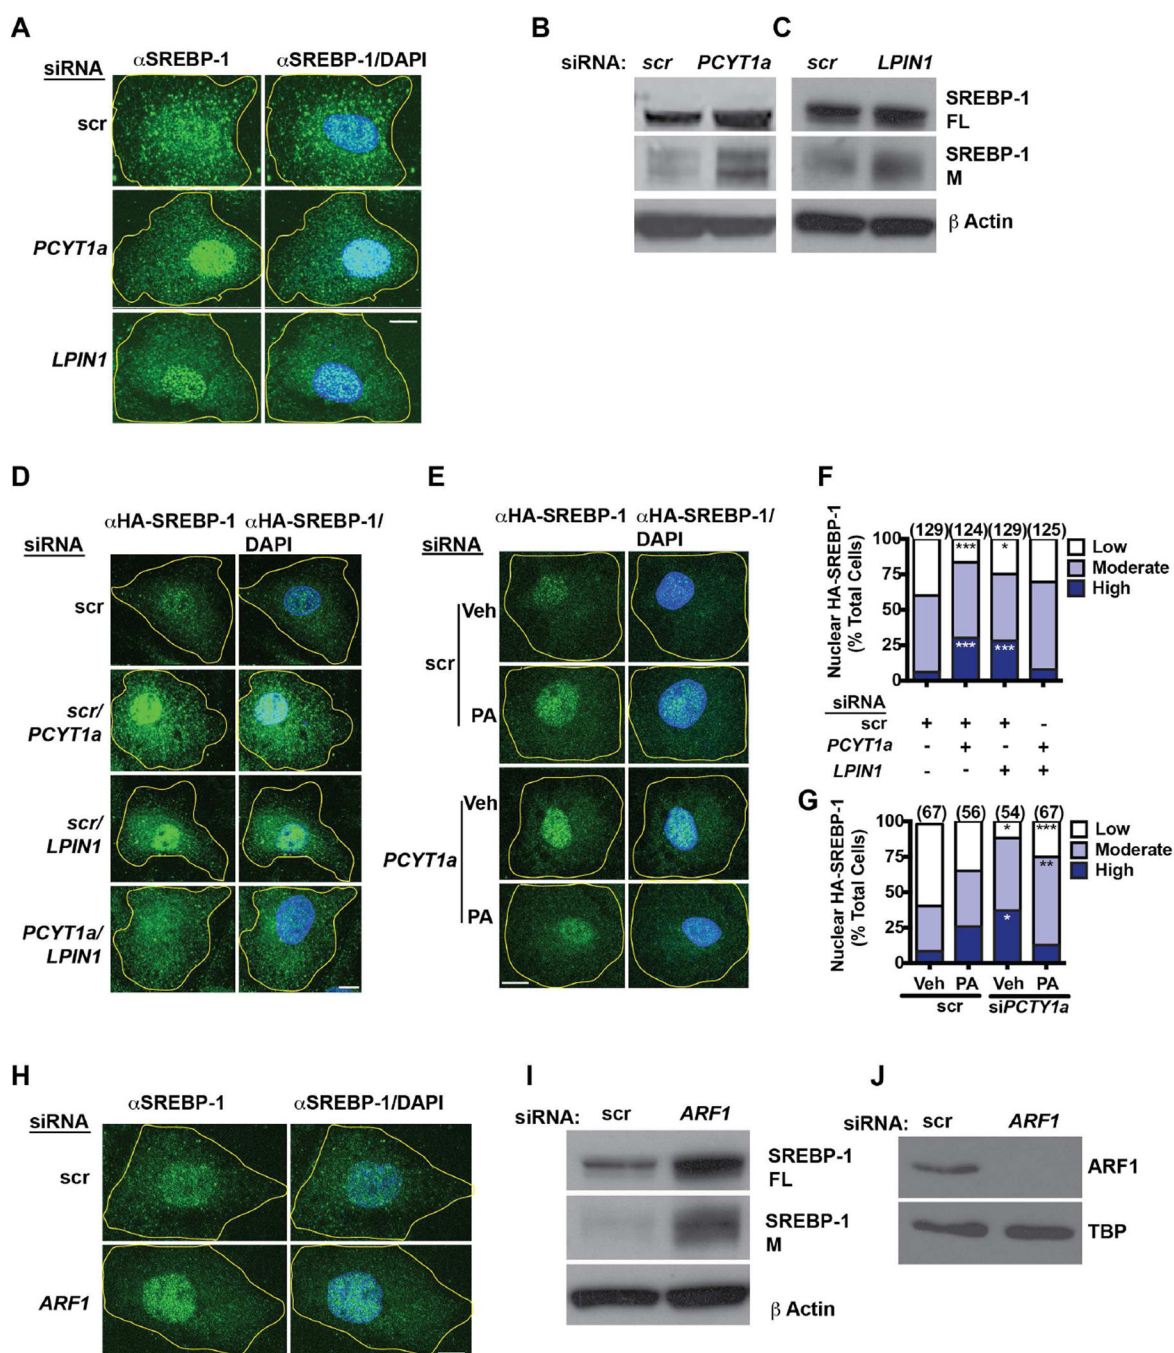 A
siRNA
αSREBP-1
αSREBP-1/DAPI
scr
PCYT1a
LPIN1
B
siRNA:
scr
PCYT1a
C
scr
LPIN1
SREBP-1
FL
SREBP-1
M
β Actin
D
αHA-SREBP-1
αHA-SREBP-1/
DAPI
siRNA
scr
scr/
PCYT1a
scr/
LPIN1
PCYT1a/
LPIN1
E
αHA-SREBP-1
αHA-SREBP-1/
DAPI
siRNA
scr
Veh
PA
PCYT1a
Veh
PA
F
Nuclear HA-SREBP-1
(% Total Cells)
100
75
50
25
0
(129)
(124)
(129)
(125)
***
*
***
***
Low
Moderate
High
siRNA
scr + + + -
PCYT1a - + - +
LPIN1 - - + +
G
Nuclear HA-SREBP-1
(% Total Cells)
100
75
50
25
0
(67)
(56)
(54)
(67)
*
***
**
*
Low
Moderate
High
Veh PA Veh PA
scr
siPCTY1a
H
siRNA
αSREBP-1
αSREBP-1/DAPI
scr
ARF1
I
siRNA:
scr
ARF1
SREBP-1
FL
SREBP-1
M
β Actin
J
siRNA:
scr
ARF1
ARF1
TBP